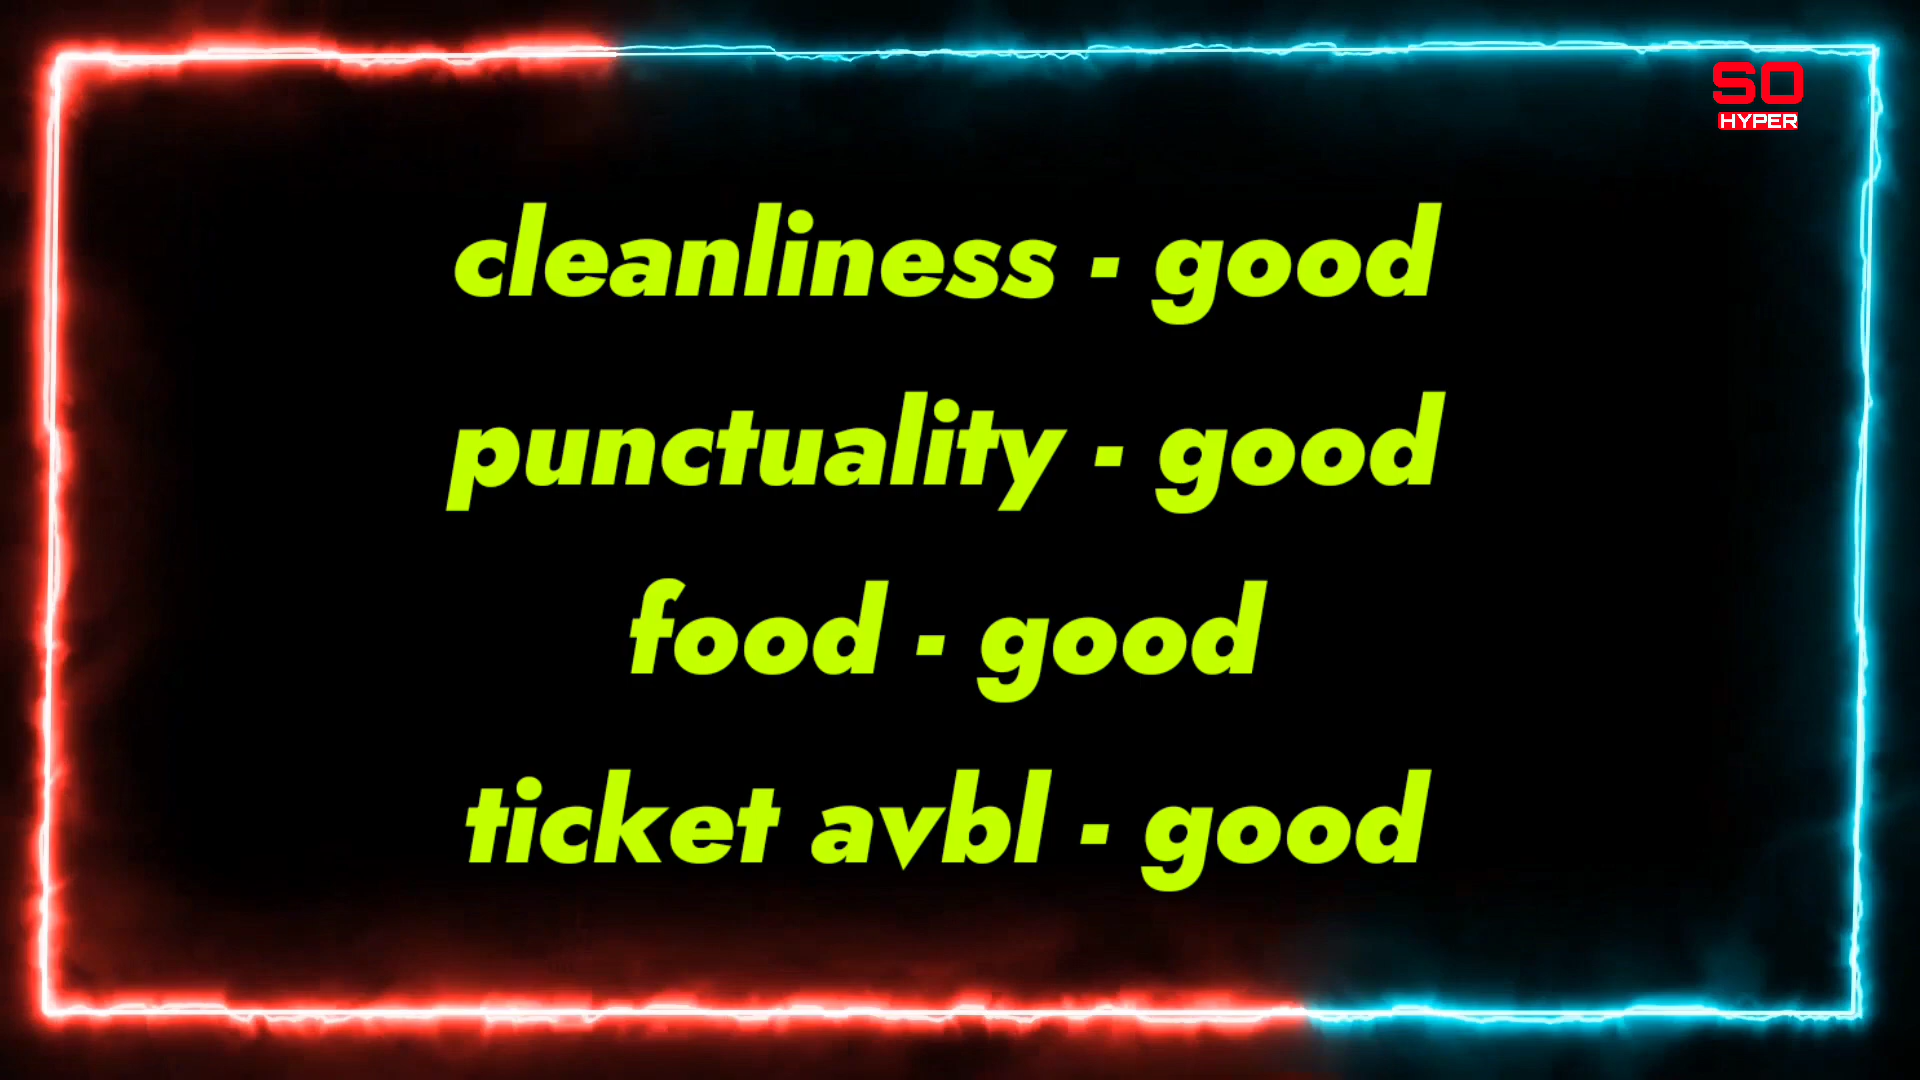 SO
HYPER
cleanliness - good
punctuality - good
food - good
ticket avbl - good